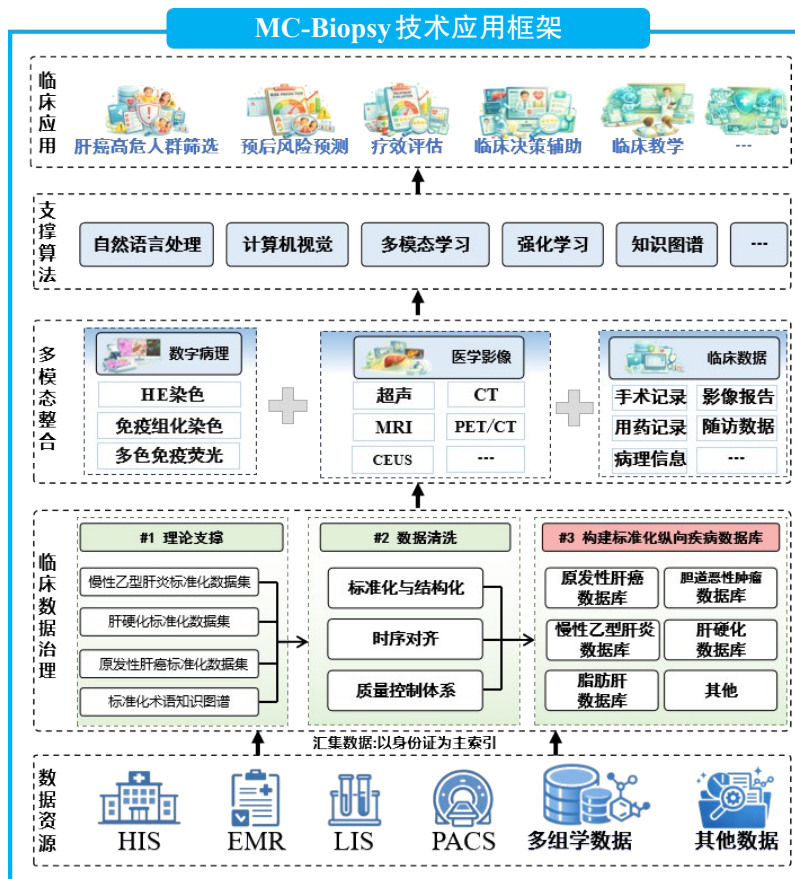 MC-Biopsy技术应用框架
临床应用
肝癌高危人群筛选
预后风险预测
疗效评估
临床决策辅助
临床教学
---
支撑算法
自然语言处理
计算机视觉
多模态学习
强化学习
知识图谱
---
多模态整合
数字病理
HE染色
免疫组化染色
多色免疫荧光
医学影像
超声
CT
MRI
PET/CT
CEUS
---
临床数据
手术记录
影像报告
用药记录
随访数据
病理信息
---
临床数据治理
#1 理论支撑
慢性乙型肝炎标准化数据集
肝硬化标准化数据集
原发性肝癌标准化数据集
标准化术语知识图谱
#2 数据清洗
标准化与结构化
时序对齐
质量控制体系
#3 构建标准化纵向疾病数据库
原发性肝癌
数据库
胆道恶性肿瘤
数据库
慢性乙型肝炎
数据库
肝硬化
数据库
脂肪肝
数据库
其他
汇集数据:以身份证为主索引
数据资源
HIS
EMR
LIS
PACS
多组学数据
其他数据